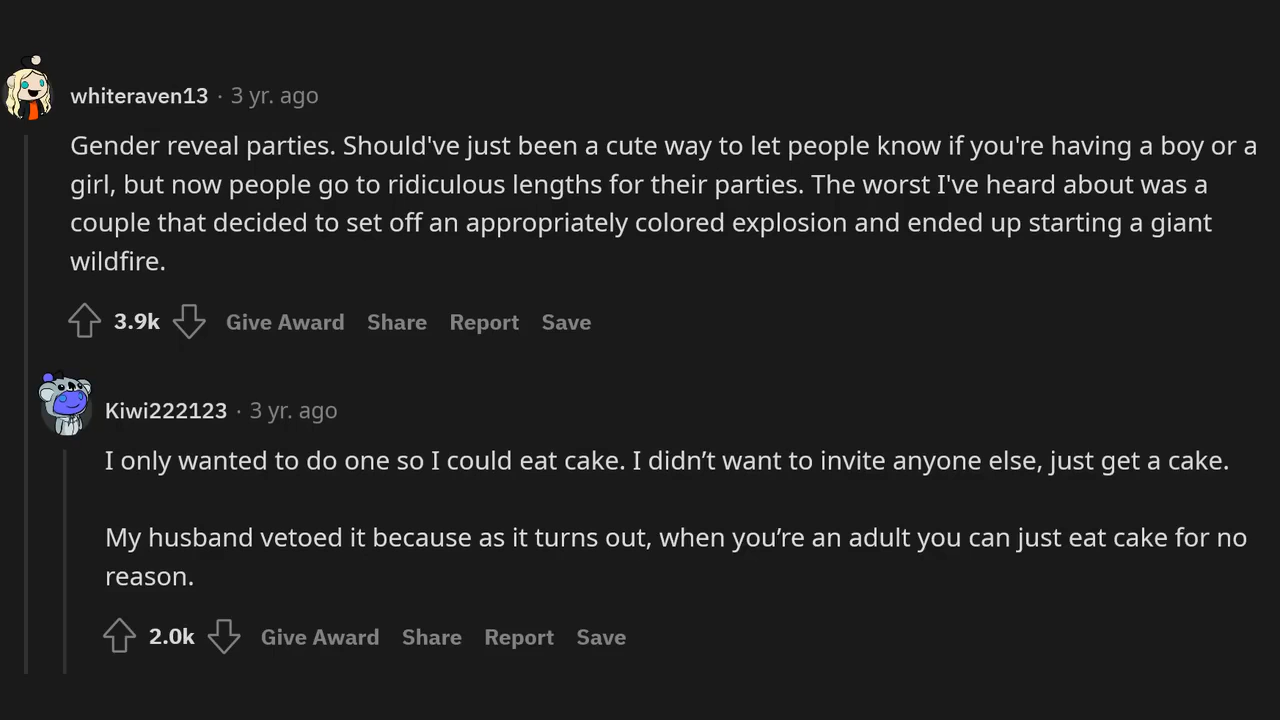 whiteraven13 · 3 yr. ago
Gender reveal parties. Should've just been a cute way to let people know if you're having a boy or a
girl, but now people go to ridiculous lengths for their parties. The worst I've heard about was a
couple that decided to set off an appropriately colored explosion and ended up starting a giant
wildfire.
3.9k Give Award Share Report Save
Kiwi222123 · 3 yr. ago
I only wanted to do one so I could eat cake. I didn’t want to invite anyone else, just get a cake.
My husband vetoed it because as it turns out, when you’re an adult you can just eat cake for no
reason.
2.0k Give Award Share Report Save